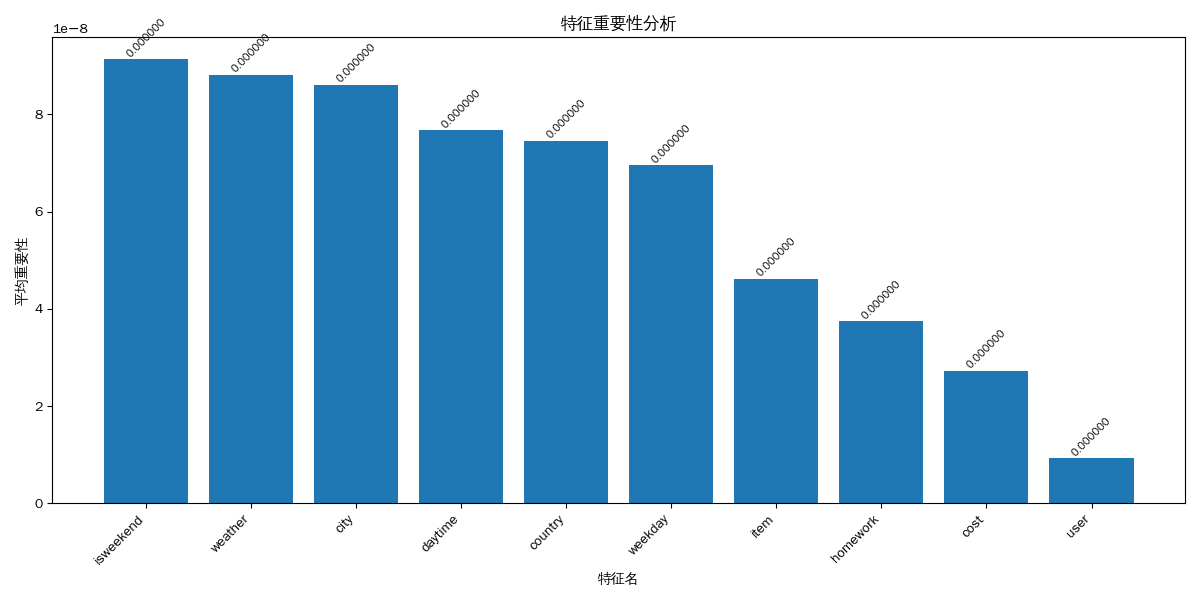 特征重要性分析
1e−8
0.000000
0.000000
0.000000
0.000000
0.000000
0.000000
0.000000
0.000000
0.000000
0.000000
8
6
4
2
0
平均重要性
isweekend
weather
city
daytime
country
weekday
item
homework
cost
user
特征名